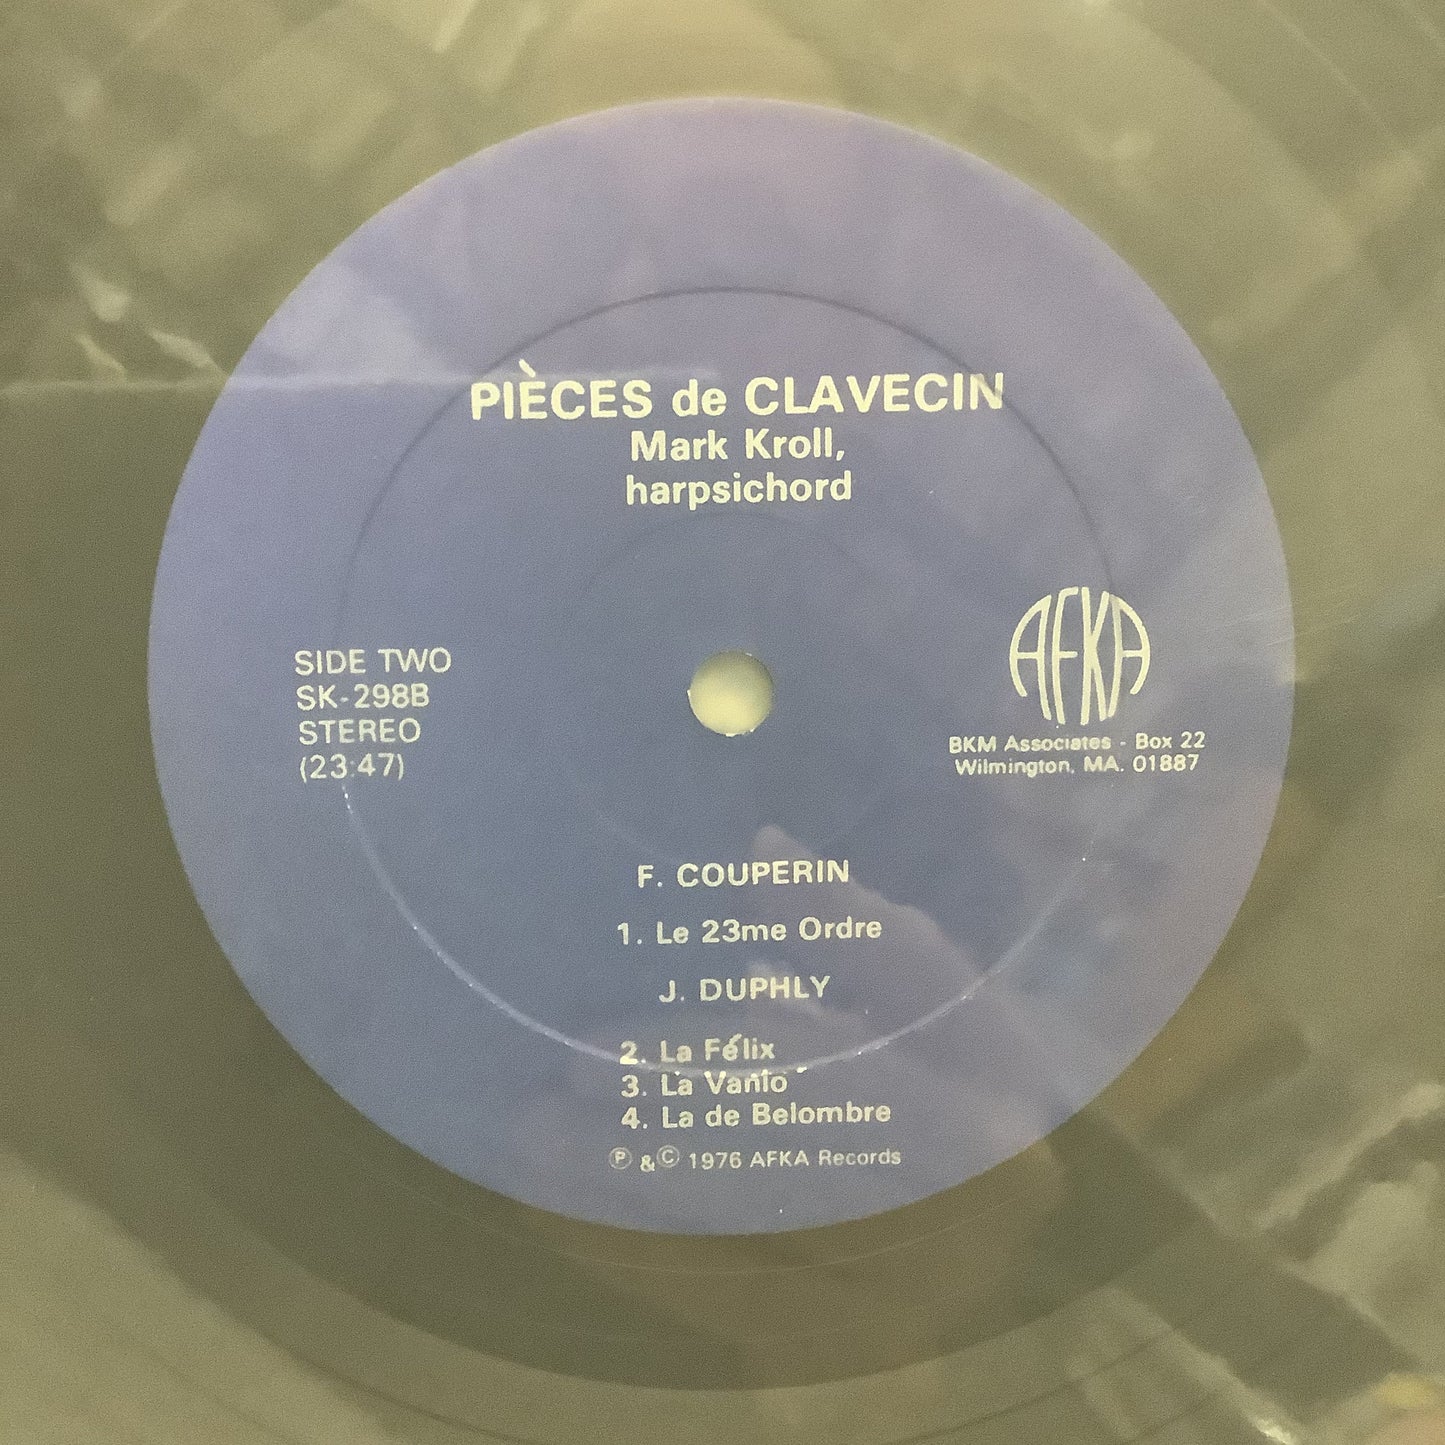 PIÈCES de CLAVECIN
Mark Kroll,
harpsichord
SIDE TWO
SK-298B
STEREO
(23:47)
AFKA
BKM Associates - Box 22
Wilmington, MA. 01887
F. COUPERIN
1. Le 23me Ordre
J. DUPHLY
2. La Félix
3. La Vanlo
4. La de Belombre
℗ & © 1976 AFKA Records